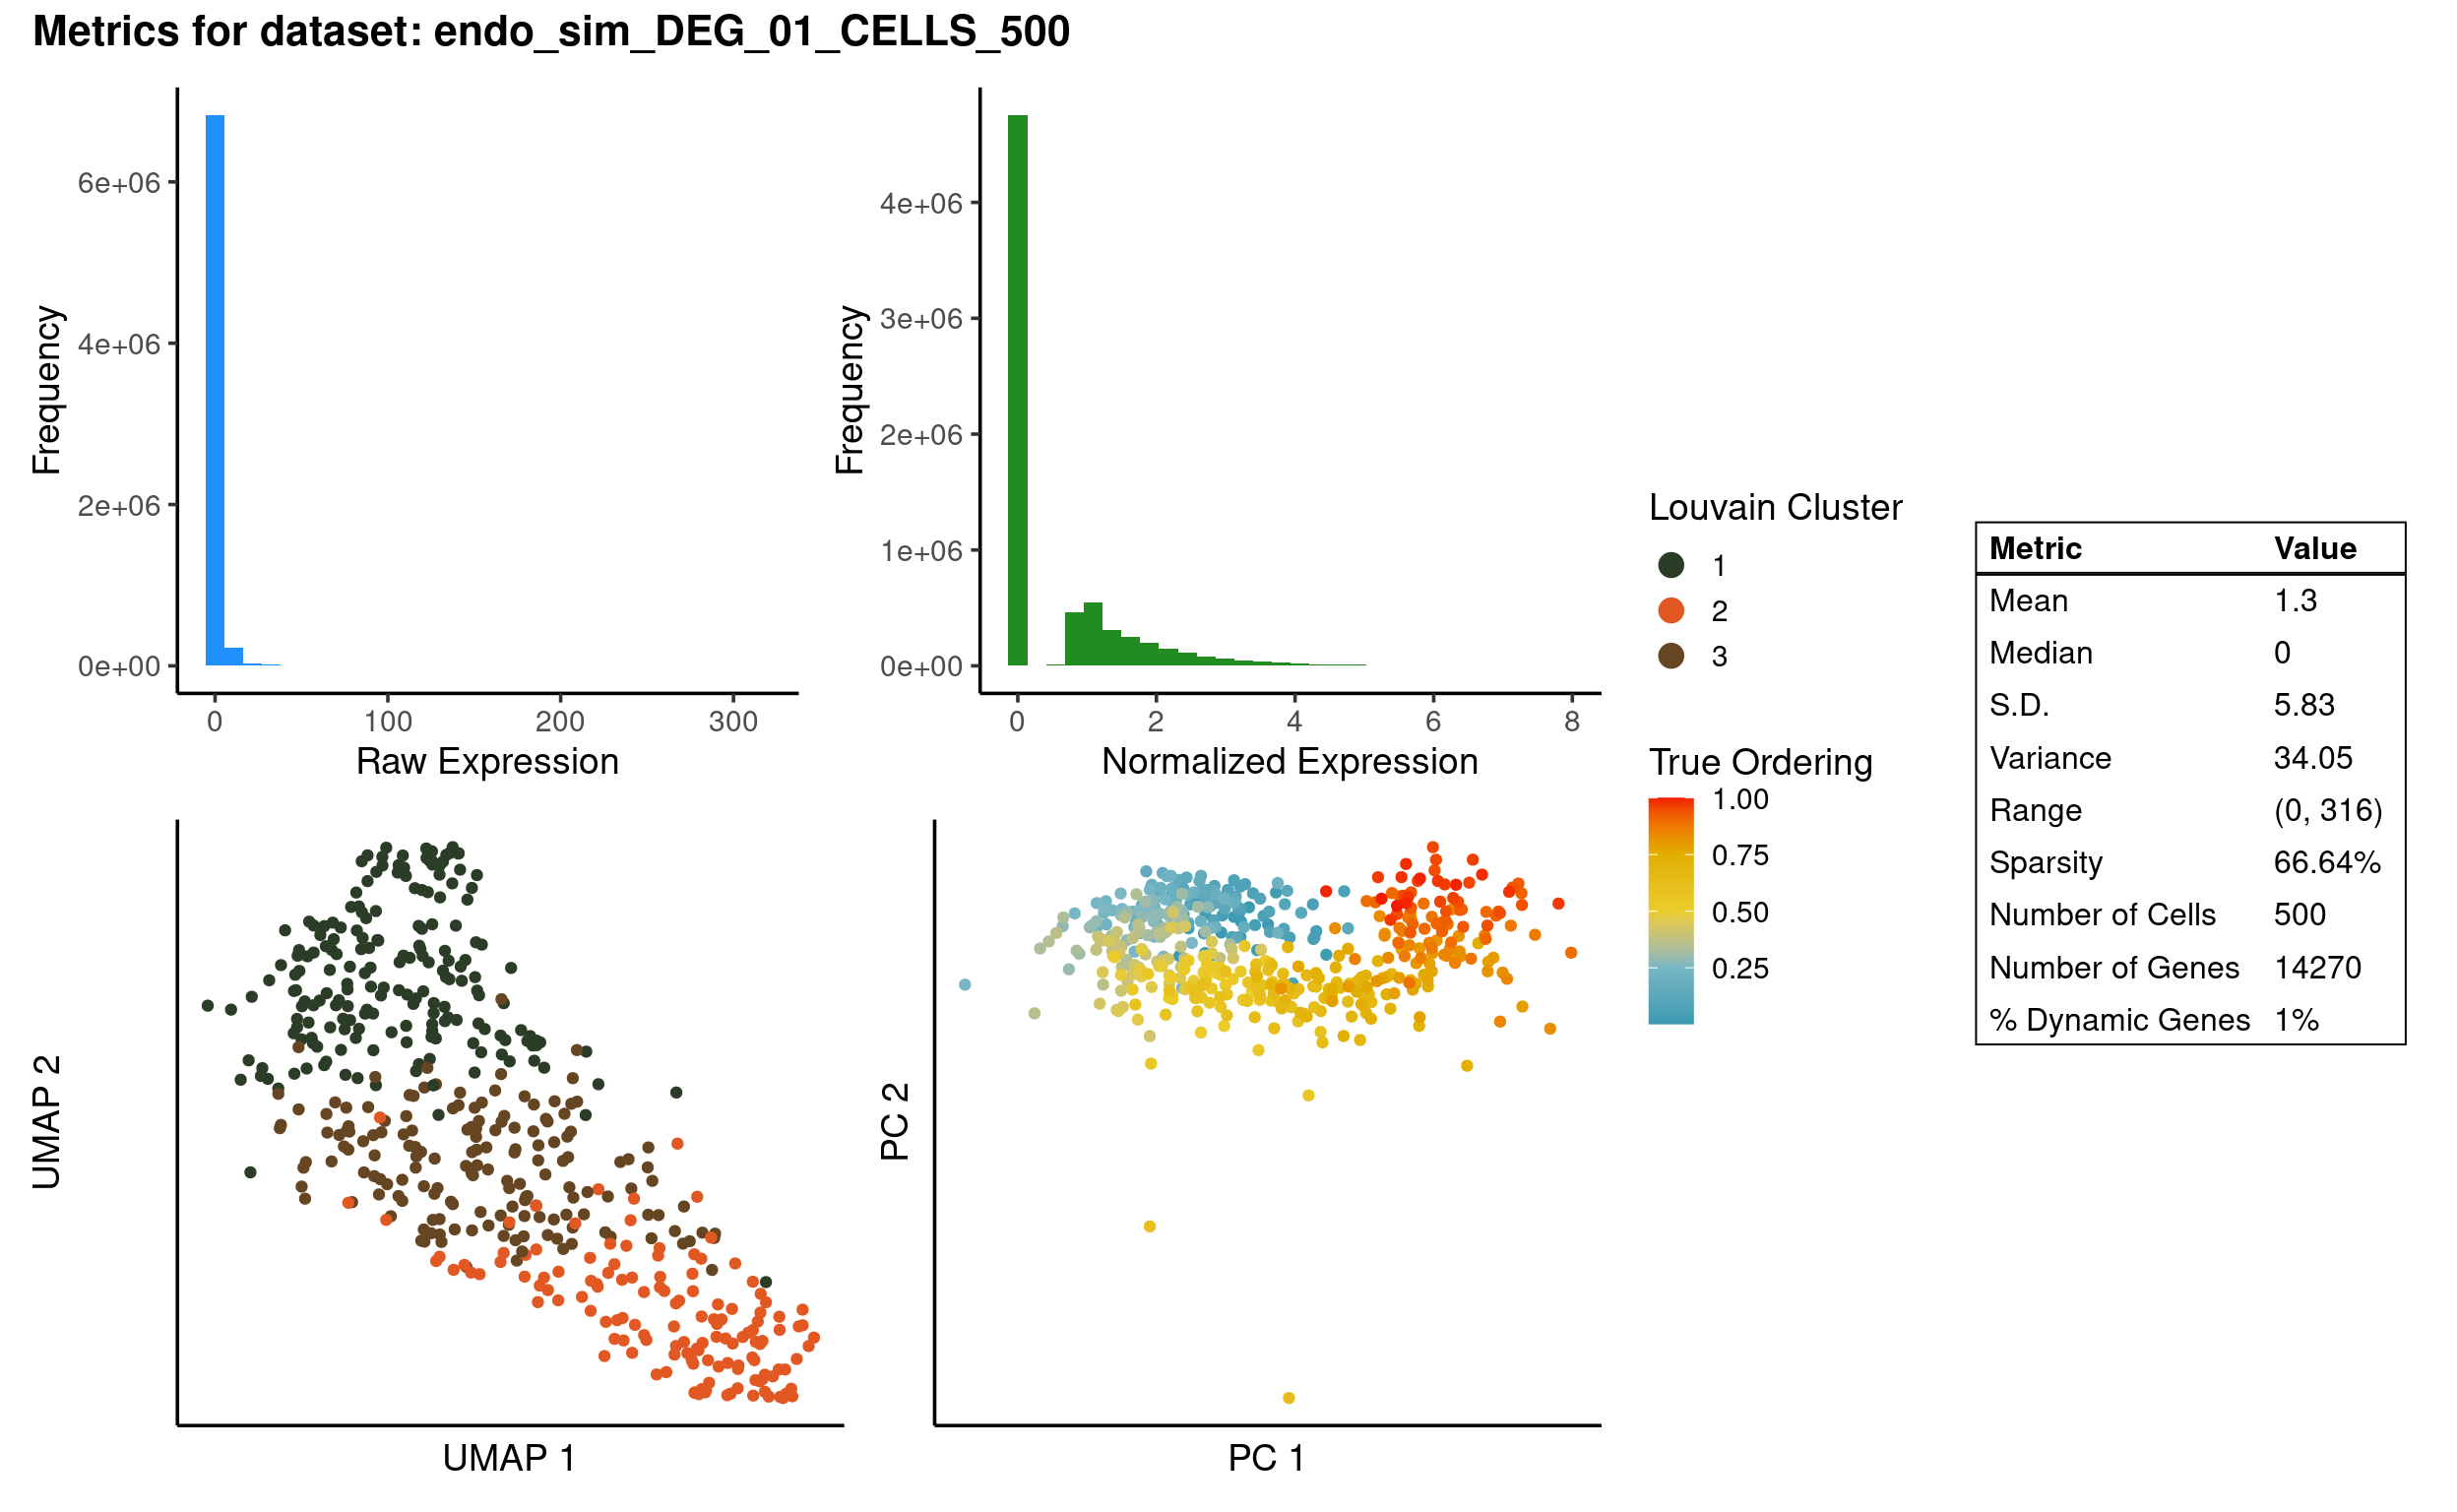 Metrics for dataset: endo_sim_DEG_01_CELLS_500
Frequency
6e+06
4e+06
2e+06
0e+00
0 100 200 300
Raw Expression
Frequency
4e+06
3e+06
2e+06
1e+06
0e+00
0 2 4 6 8
Normalized Expression
UMAP 2
UMAP 1
PC 2
PC 1
Louvain Cluster
1
2
3
True Ordering
1.00
0.75
0.50
0.25
Metric Value
Mean 1.3
Median 0
S.D. 5.83
Variance 34.05
Range (0, 316)
Sparsity 66.64%
Number of Cells 500
Number of Genes 14270
% Dynamic Genes 1%